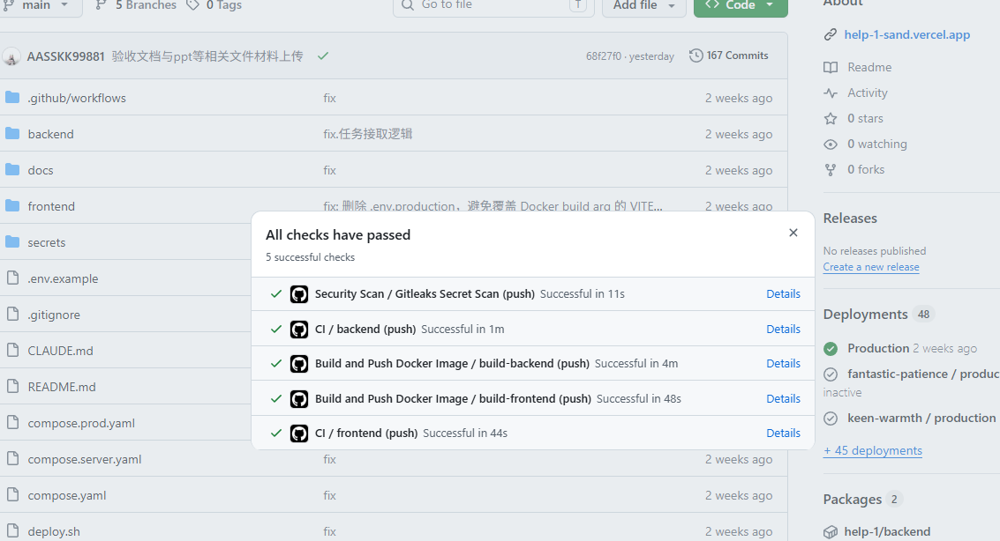 main
5 Branches
0 Tags
Go to file
T
Add file
Code
About
help-1-sand.vercel.app
Readme
Activity
0 stars
0 watching
0 forks
AASSKK99881 验收文档与ppt等相关文件材料上传
68f27f0 · yesterday
167 Commits
.github/workflows fix 2 weeks ago
backend fix.任务接取逻辑 2 weeks ago
docs fix 2 weeks ago
frontend fix: 删除 .env.production，避免覆盖 Docker build arg 的 VITE... 2 weeks ago
secrets
.env.example
.gitignore
CLAUDE.md
README.md
compose.prod.yaml
compose.server.yaml fix 2 weeks ago
compose.yaml fix 2 weeks ago
deploy.sh fix 2 weeks ago
All checks have passed
5 successful checks
Security Scan / Gitleaks Secret Scan (push) Successful in 11s Details
CI / backend (push) Successful in 1m Details
Build and Push Docker Image / build-backend (push) Successful in 4m Details
Build and Push Docker Image / build-frontend (push) Successful in 48s Details
CI / frontend (push) Successful in 44s Details
Releases
No releases published
Create a new release
Deployments 48
Production 2 weeks ago
fantastic-patience / produc
inactive
keen-warmth / production
+ 45 deployments
Packages 2
help-1/backend